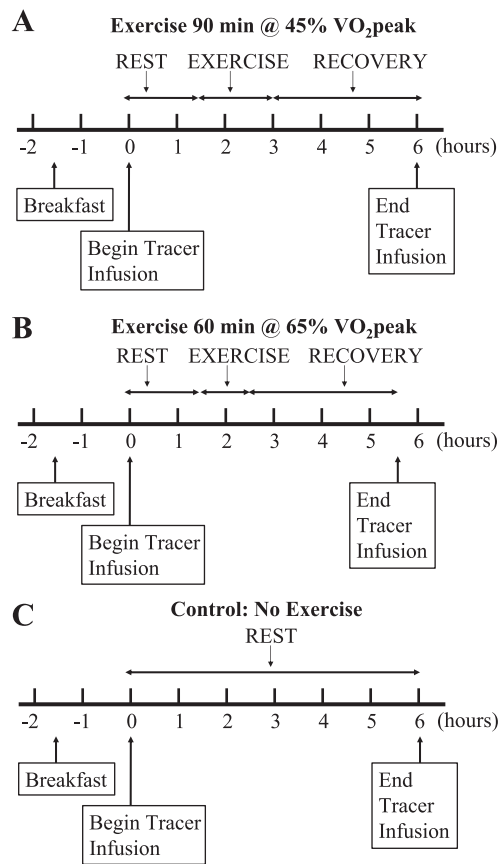 A
Exercise 90 min @ 45% VO₂peak
REST EXERCISE RECOVERY
-2 -1 0 1 2 3 4 5 6 (hours)
Breakfast
Begin Tracer
Infusion
End
Tracer
Infusion
B
Exercise 60 min @ 65% VO₂peak
REST EXERCISE RECOVERY
-2 -1 0 1 2 3 4 5 6 (hours)
Breakfast
Begin Tracer
Infusion
End
Tracer
Infusion
C
Control: No Exercise
REST
-2 -1 0 1 2 3 4 5 6 (hours)
Breakfast
Begin Tracer
Infusion
End
Tracer
Infusion